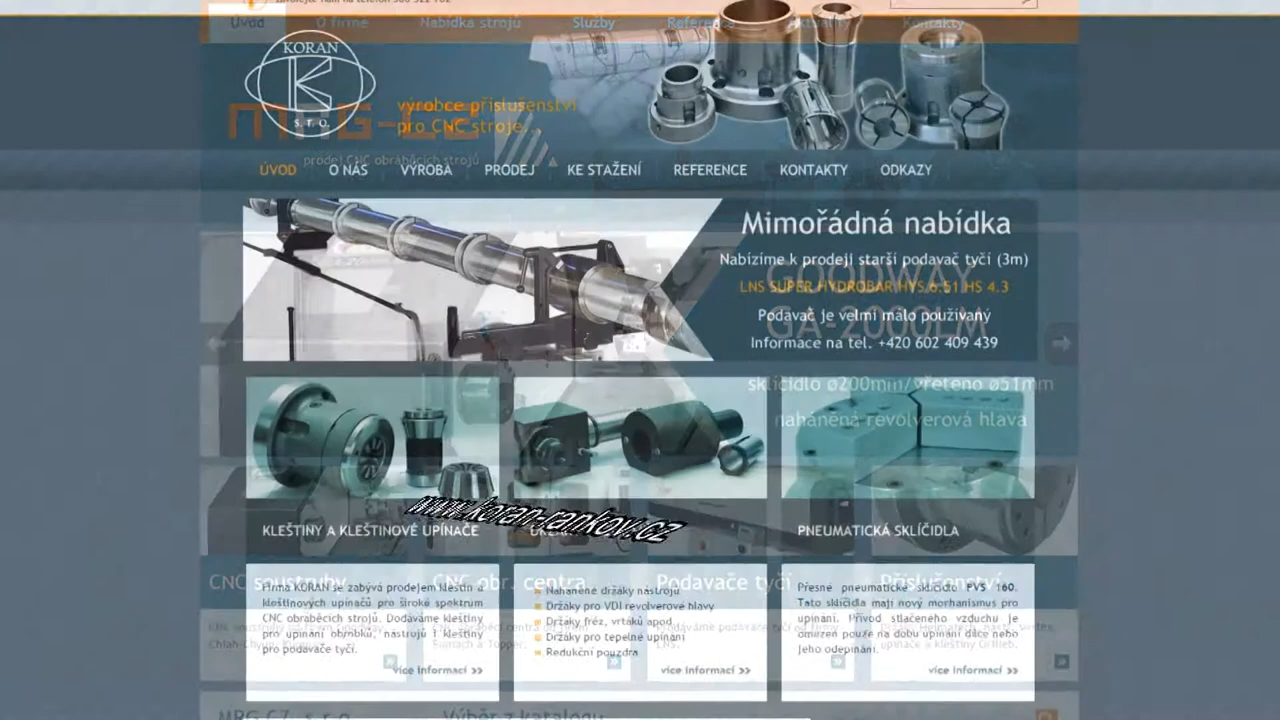 Úvod O firmě Nabídka strojů Služby Reference Aktuality Kontakty
KORAN
K
S. T. O.
MRG-CZ
výrobce příslušenství
pro CNC stroje...
prodej CNC obráběcích strojů
ÚVOD O NÁS VÝROBA PRODEJ KE STAŽENÍ REFERENCE KONTAKTY ODKAZY
Mimořádná nabídka
Nabízíme k prodeji starší podavač tyčí (3m)
LNS SUPER HYDROBAR HYS 6.51 HS 4.3
Podavač je velmi málo používaný
Informace na tel. +420 602 409 439
GOODWAY
GA-2000LM
sklíčidlo ø200mm/vřeteno ø51mm
naháněná revolverová hlava
www.koran-rankov.cz
KLEŠTINY A KLEŠTINOVÉ UPÍNAČE
PNEUMATICKÁ SKLÍČIDLA
CNC soustruhy CNC obr. centra Podavače tyčí Příslušenství
Firma KORAN se zabývá prodejem kleštin a
kleštinových upínačů pro široké spektrum
CNC obráběcích strojů. Dodáváme kleštiny
pro upínání obrobků, nástrojů i kleštiny
pro podavače tyčí.
více informací >>
Naháněné držáky nástrojů
Držáky pro VDI revolverové hlavy
Držáky fréz, vrtáků apod
Držáky pro tepelné upínání
Redukční pouzdra
více informací >>
Přesné pneumatické sklíčidlo PVS 160.
Tato sklíčidla mají nový mechanismus pro
upínání. Přívod stlačeného vzduchu je
omezen pouze na dobu upínání dílce nebo
jeho odepínání.
více informací >>
MRG CZ, s.r.o. Výběr z katalogu